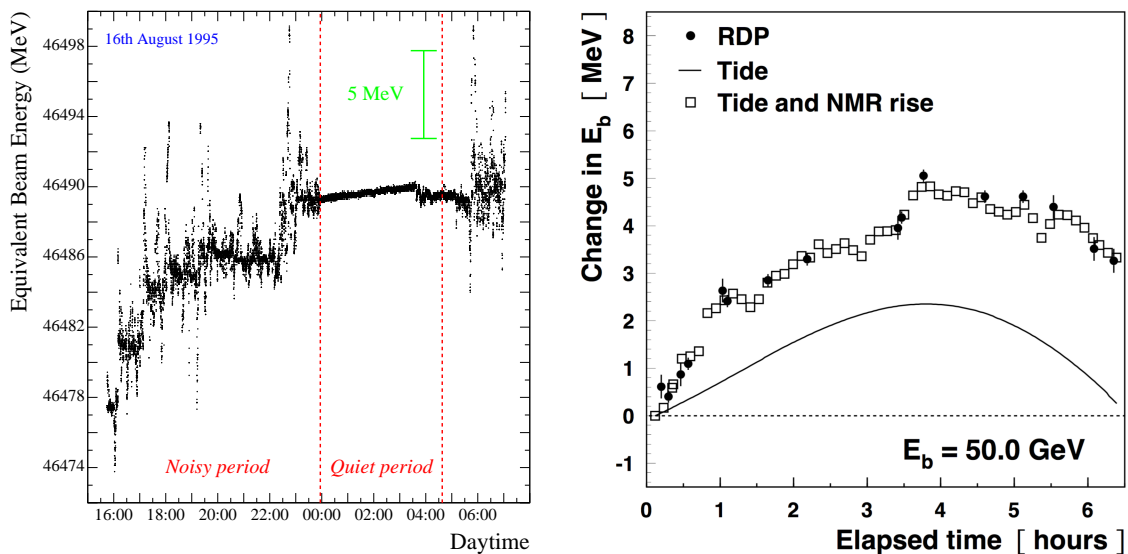 Equivalent Beam Energy (MeV)
16th August 1995
46498
46494
46490
46486
46482
46478
46474
5 MeV
Noisy period
Quiet period
16:00 18:00 20:00 22:00 00:00 02:00 04:00 06:00
Daytime
Change in E_b [ MeV ]
8
7
6
5
4
3
2
1
0
-1
RDP
Tide
Tide and NMR rise
E_b = 50.0 GeV
0 1 2 3 4 5 6
Elapsed time [ hours ]